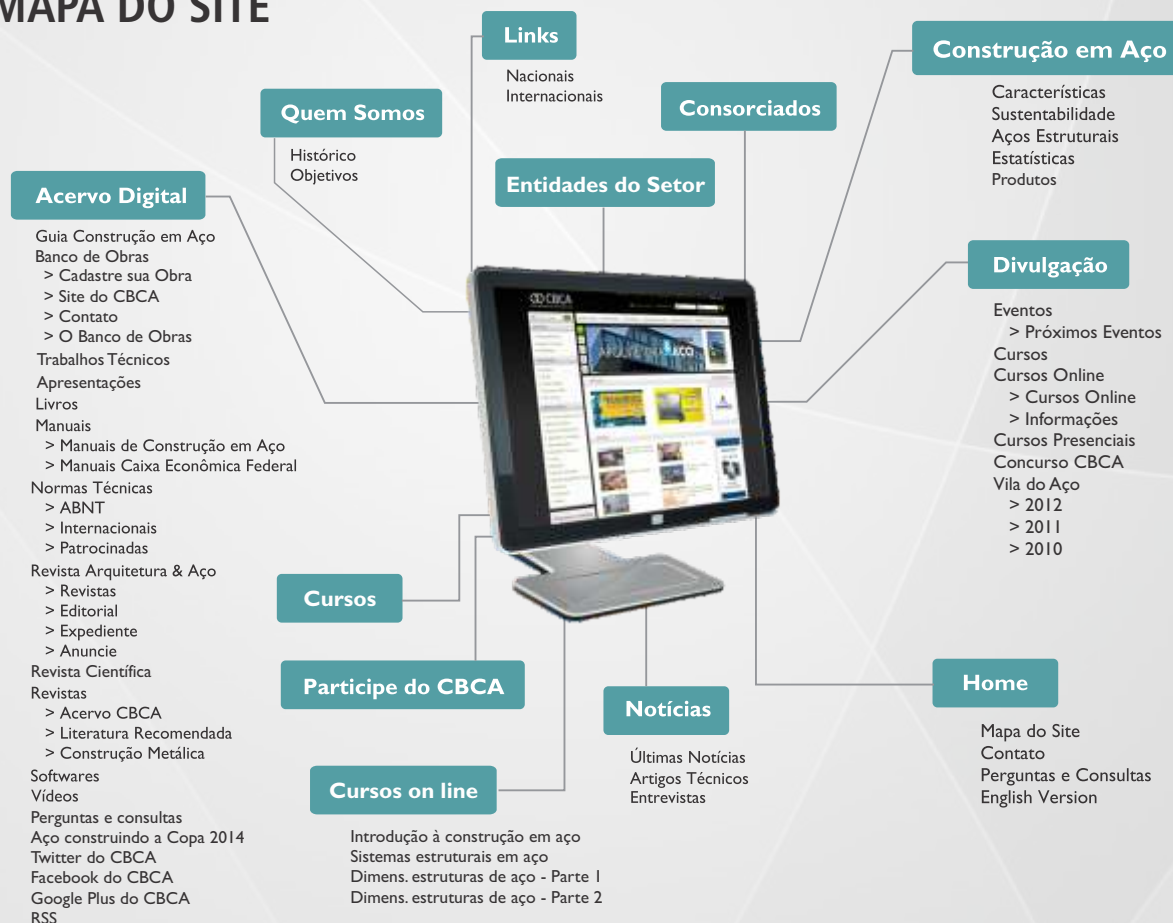 MAPA DO SITE
Links
Nacionais
Internacionais
Construção em Aço
Características
Sustentabilidade
Aços Estruturais
Estatísticas
Produtos
Quem Somos
Histórico
Objetivos
Consorciados
Entidades do Setor
Acervo Digital
Guia Construção em Aço
Banco de Obras
> Cadastre sua Obra
> Site do CBCA
> Contato
> O Banco de Obras
Trabalhos Técnicos
Apresentações
Livros
Manuais
> Manuais de Construção em Aço
> Manuais Caixa Econômica Federal
Normas Técnicas
> ABNT
> Internacionais
> Patrocinadas
Revista Arquitetura & Aço
> Revistas
> Editorial
> Expediente
> Anuncie
Revista Científica
Revistas
> Acervo CBCA
> Literatura Recomendada
> Construção Metálica
Softwares
Vídeos
Perguntas e consultas
Aço construindo a Copa 2014
Twitter do CBCA
Facebook do CBCA
Google Plus do CBCA
RSS
Divulgação
Eventos
> Próximos Eventos
Cursos
Cursos Online
> Cursos Online
> Informações
Cursos Presenciais
Concurso CBCA
Vila do Aço
> 2012
> 2011
> 2010
CBCA
Cursos
Participe do CBCA
Cursos on line
Introdução à construção em aço
Sistemas estruturais em aço
Dimens. estruturas de aço - Parte 1
Dimens. estruturas de aço - Parte 2
Notícias
Últimas Notícias
Artigos Técnicos
Entrevistas
Home
Mapa do Site
Contato
Perguntas e Consultas
English Version